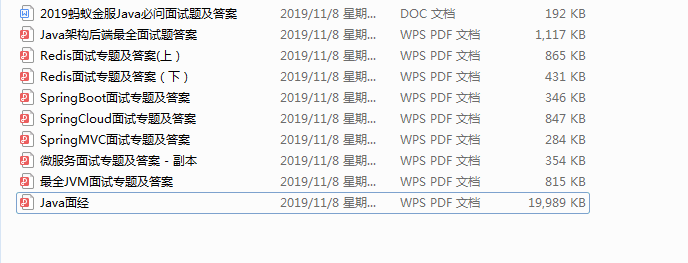 2019蚂蚁金服Java必问面试题及答案 2019/11/8 星期... DOC 文档 192 KB
Java架构后端最全面试题答案 2019/11/8 星期... WPS PDF 文档 1,117 KB
Redis面试专题及答案(上) 2019/11/8 星期... WPS PDF 文档 865 KB
Redis面试专题及答案（下） 2019/11/8 星期... WPS PDF 文档 431 KB
SpringBoot面试专题及答案 2019/11/8 星期... WPS PDF 文档 346 KB
SpringCloud面试专题及答案 2019/11/8 星期... WPS PDF 文档 847 KB
SpringMVC面试专题及答案 2019/11/8 星期... WPS PDF 文档 284 KB
微服务面试专题及答案 - 副本 2019/11/8 星期... WPS PDF 文档 354 KB
最全JVM面试专题及答案 2019/11/8 星期... WPS PDF 文档 815 KB
Java面经 2019/11/8 星期... WPS PDF 文档 19,989 KB